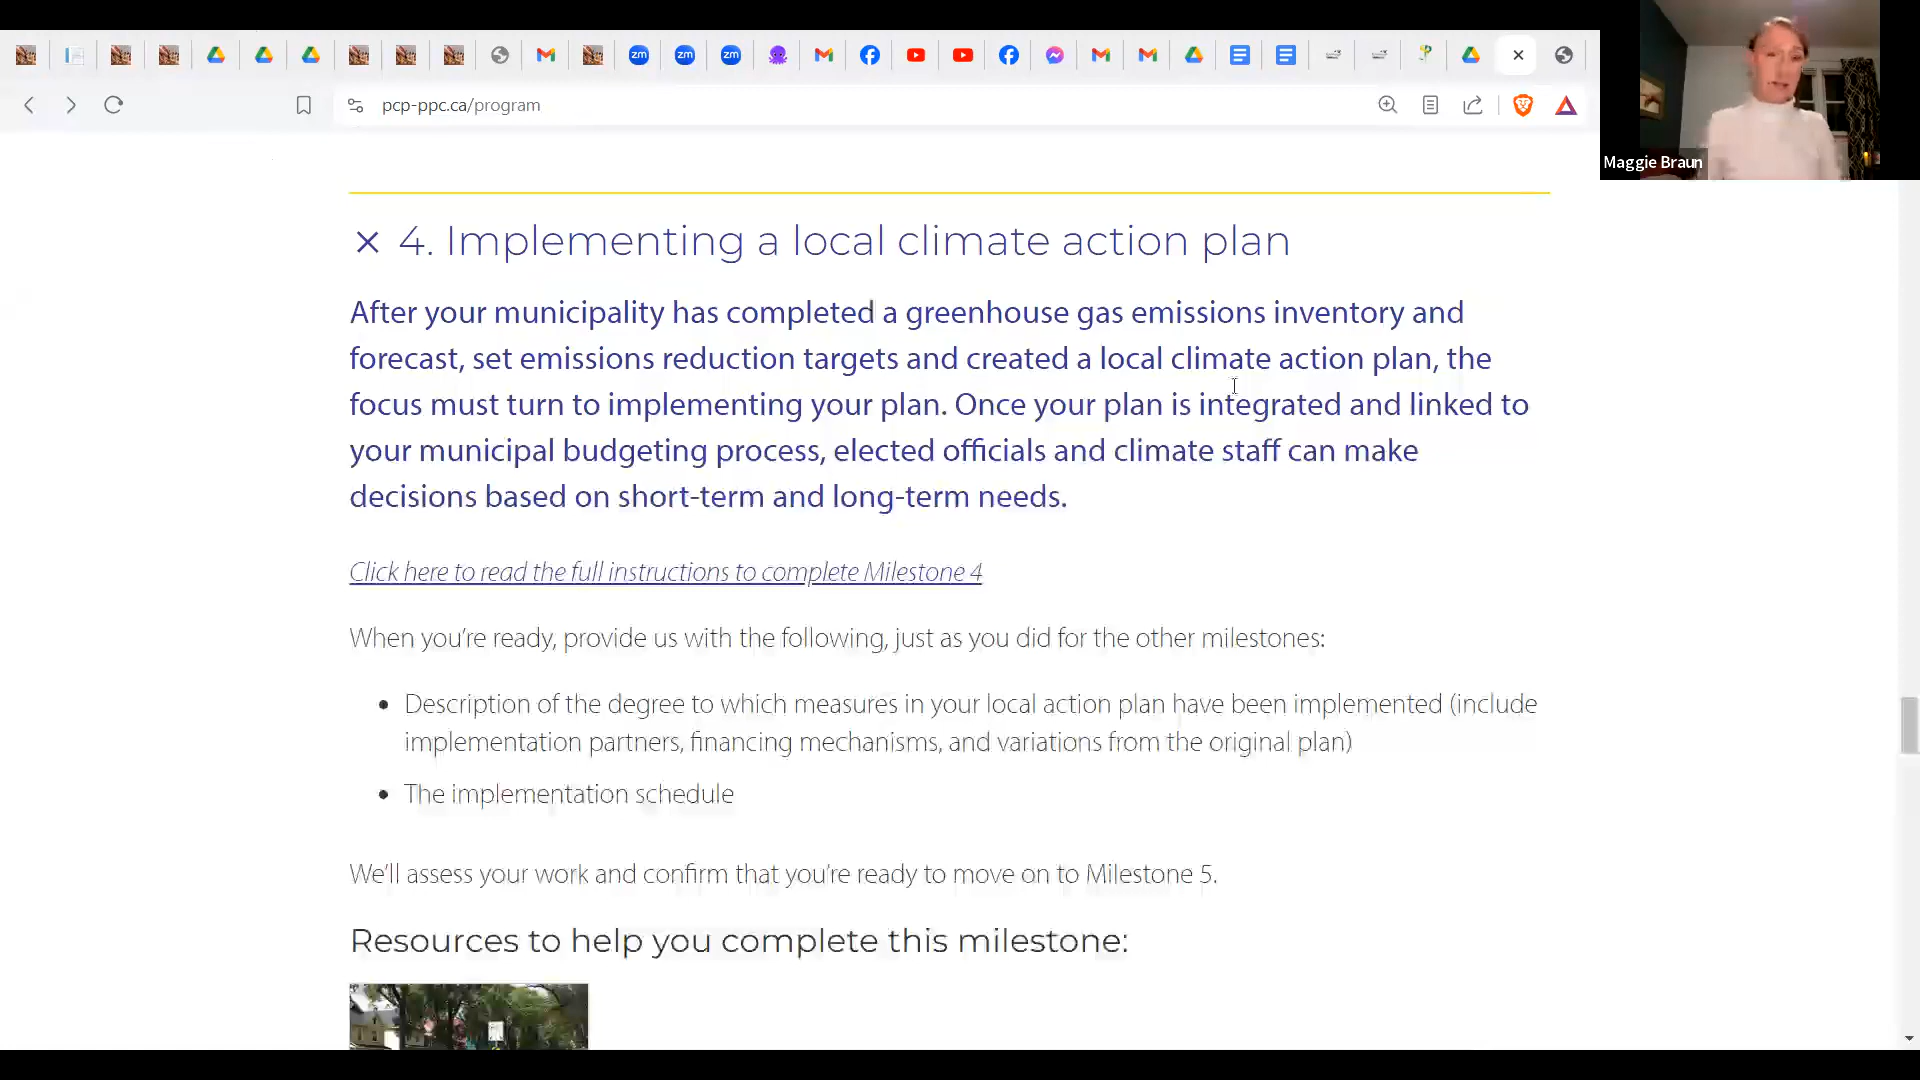 zm
zm
zm
pcp-ppc.ca/program
Maggie Braun
4. Implementing a local climate action plan
After your municipality has completed a greenhouse gas emissions inventory and
forecast, set emissions reduction targets and created a local climate action plan, the
focus must turn to implementing your plan. Once your plan is integrated and linked to
your municipal budgeting process, elected officials and climate staff can make
decisions based on short-term and long-term needs.
Click here to read the full instructions to complete Milestone 4
When you’re ready, provide us with the following, just as you did for the other milestones:
Description of the degree to which measures in your local action plan have been implemented (include
implementation partners, financing mechanisms, and variations from the original plan)
The implementation schedule
We’ll assess your work and confirm that you’re ready to move on to Milestone 5.
Resources to help you complete this milestone: